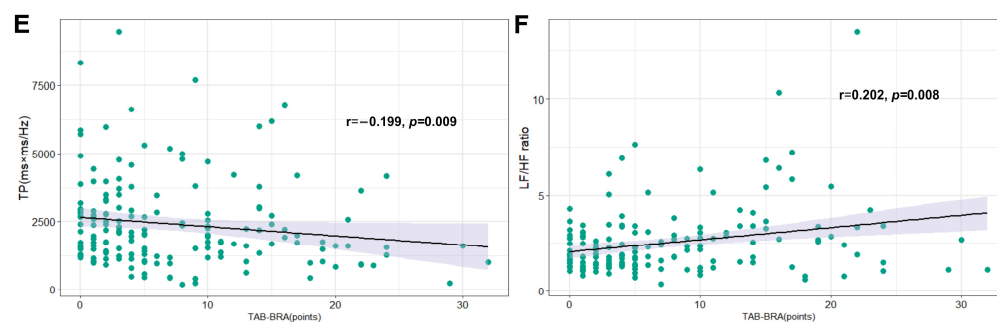 E
TP(ms×ms/Hz)
7500
5000
2500
0
r=−0.199, p=0.009
0 10 20 30
TAB-BRA(points)
F
LF/HF ratio
10
5
0
r=0.202, p=0.008
0 10 20 30
TAB-BRA(points)